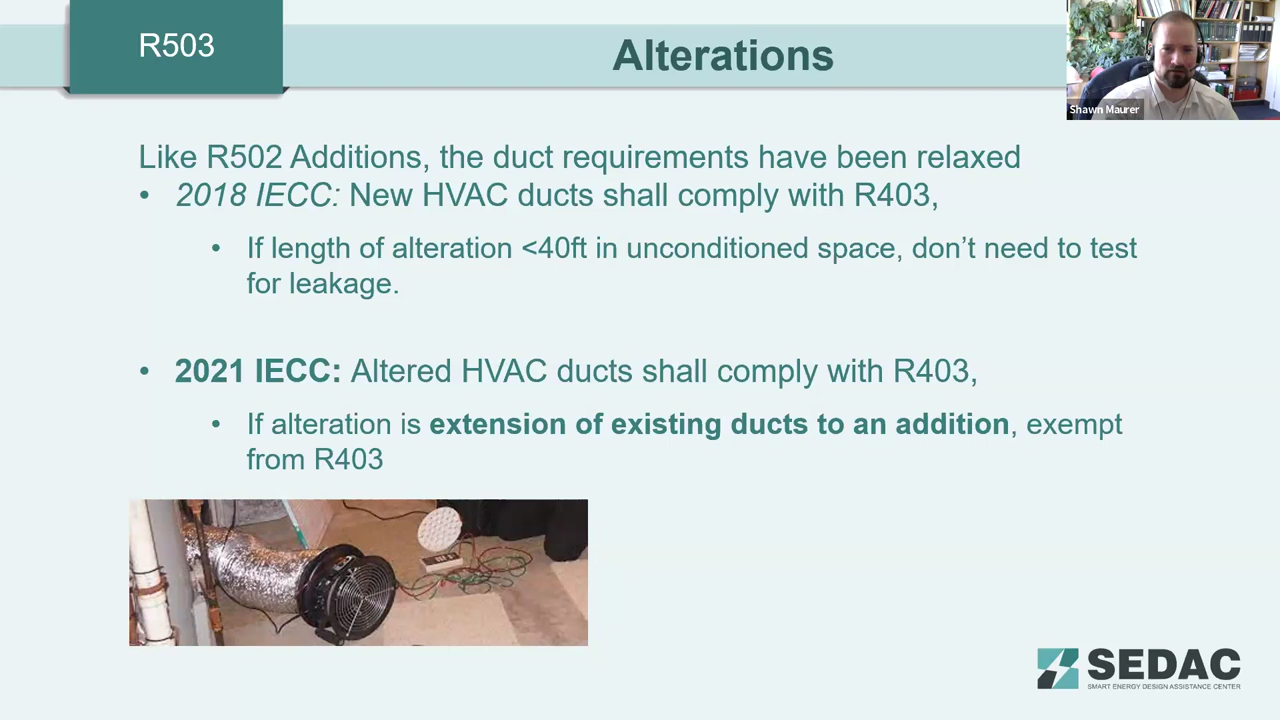 R503
Alterations
Shawn Maurer
Like R502 Additions, the duct requirements have been relaxed
• 2018 IECC: New HVAC ducts shall comply with R403,
• If length of alteration <40ft in unconditioned space, don’t need to test
for leakage.
• 2021 IECC: Altered HVAC ducts shall comply with R403,
• If alteration is extension of existing ducts to an addition, exempt
from R403
SEDAC
SMART ENERGY DESIGN ASSISTANCE CENTER